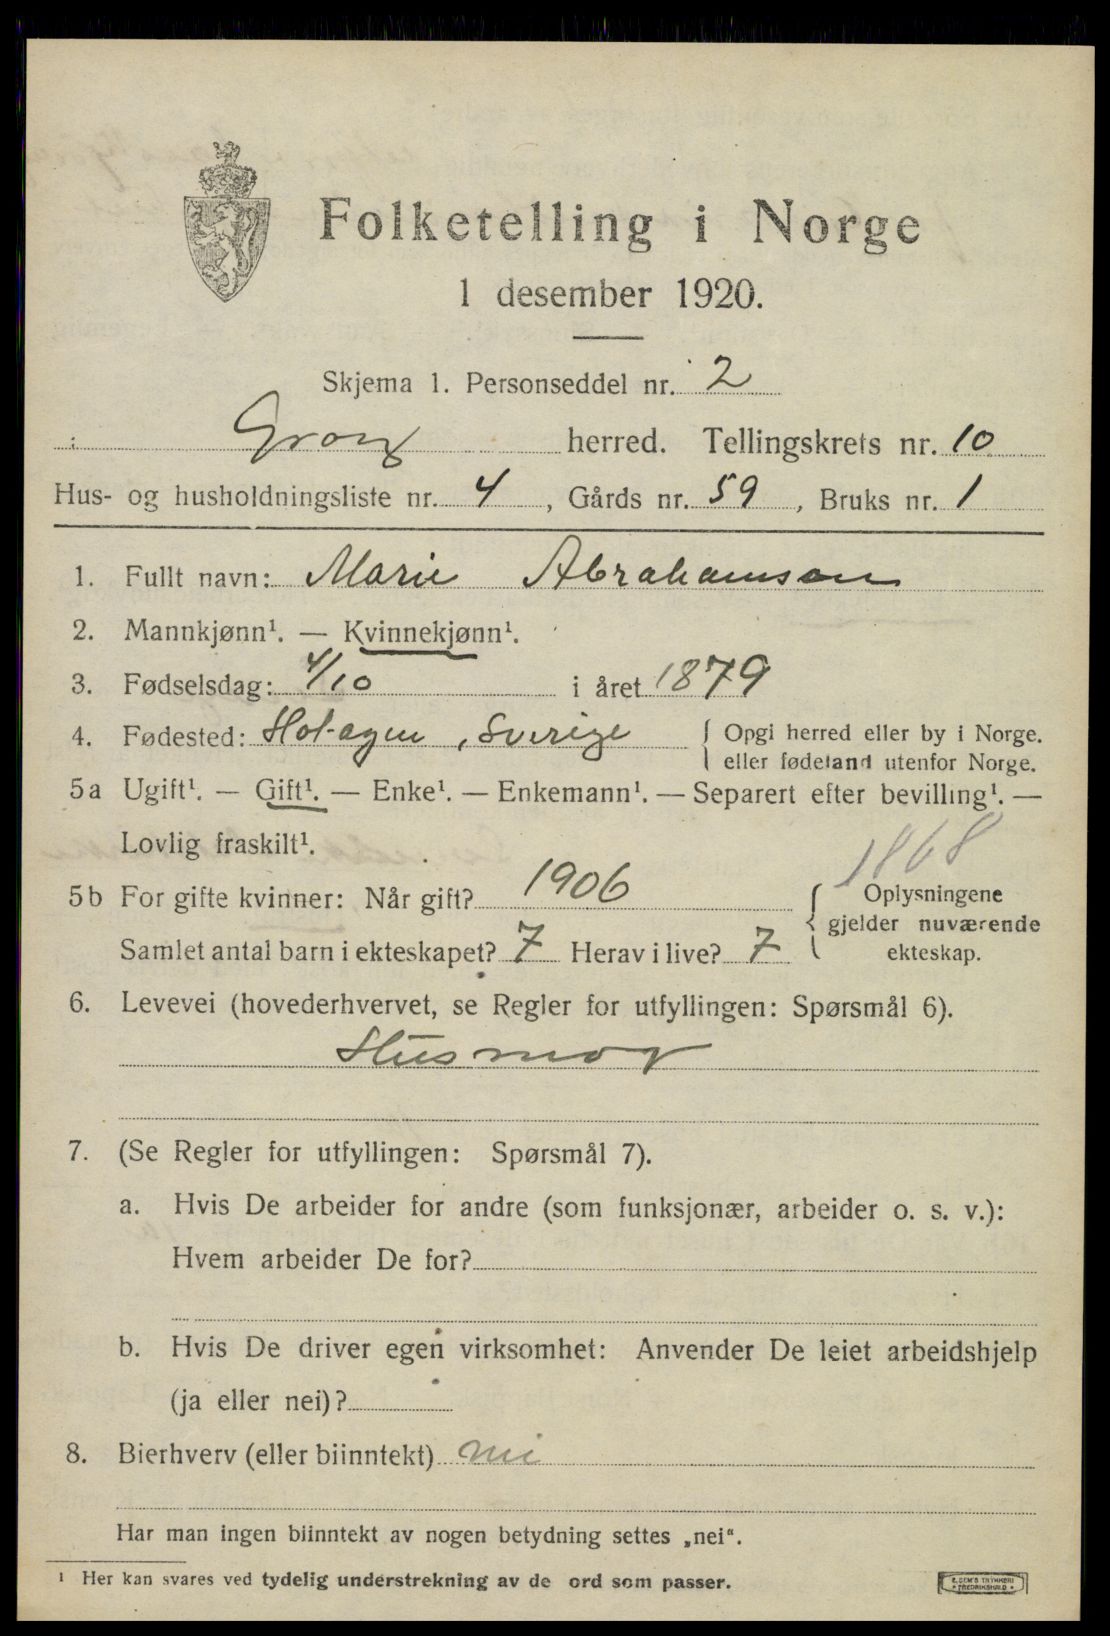 Folketelling i Norge
1 desember 1920.
Skjema 1. Personseddel nr. 2
Grong herred. Tellingskrets nr. 10
Hus- og husholdningsliste nr. 4, Gårds nr. 59, Bruks nr. 1
1. Fullt navn: Marie Abrahamson
2. Mannkjønn¹. — Kvinnekjønn¹.
3. Fødselsdag: 4/10 i året 1879
4. Fødested: Hotagen, Sverige { Opgi herred eller by i Norge.
eller fødeland utenfor Norge.
5a Ugift¹. — Gift¹. — Enke¹. — Enkemann¹. — Separert efter bevilling¹. —
Lovlig fraskilt¹.
1868
5b For gifte kvinner: Når gift? 1906 { Oplysningene
gjelder nuværende
Samlet antal barn i ekteskapet? 7 Herav i live? 7 ekteskap.
6. Levevei (hovederhvervet, se Regler for utfyllingen: Spørsmål 6).
Husmor
7. (Se Regler for utfyllingen: Spørsmål 7).
a. Hvis De arbeider for andre (som funksjonær, arbeider o. s. v.):
Hvem arbeider De for?
b. Hvis De driver egen virksomhet: Anvender De leiet arbeidshjelp
(ja eller nei)?
8. Bierhverv (eller biinntekt) nei
Har man ingen biinntekt av nogen betydning settes „nei“.
¹ Her kan svares ved tydelig understrekning av de ord som passer.